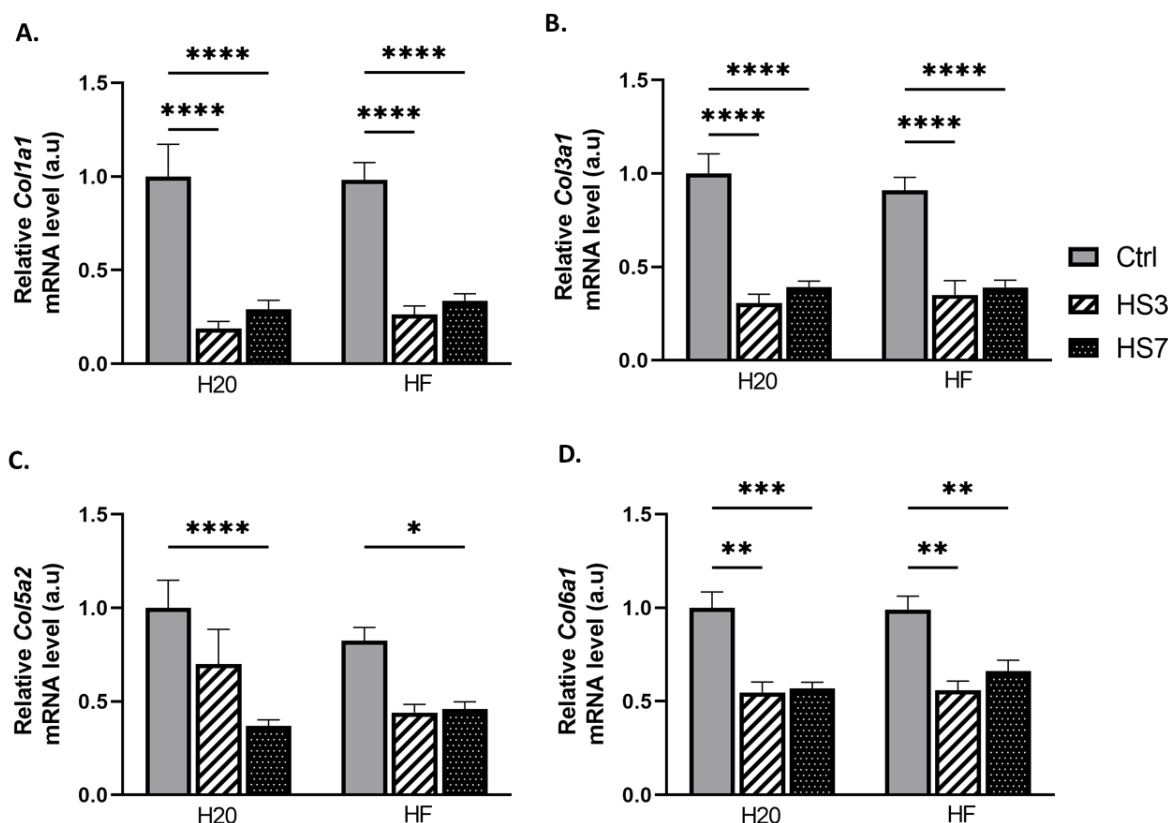 A.
****
****
****
****
Relative Col1a1
mRNA level (a.u)
1.5
1.0
0.5
0.0
H20
HF
B.
****
****
****
****
Relative Col3a1
mRNA level (a.u)
1.5
1.0
0.5
0.0
H20
HF
Ctrl
HS3
HS7
C.
****
*
Relative Col5a2
mRNA level (a.u)
1.5
1.0
0.5
0.0
H20
HF
D.
***
**
**
**
Relative Col6a1
mRNA level (a.u)
1.5
1.0
0.5
0.0
H20
HF